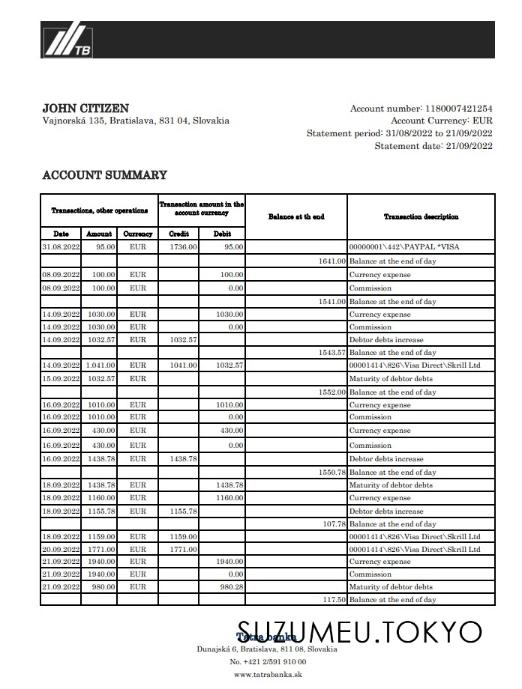 TB
JOHN CITIZEN
Vajnorská 135, Bratislava, 831 04, Slovakia
Account number: 1180007421254
Account Currency: EUR
Statement period: 31/08/2022 to 21/09/2022
Statement date: 21/09/2022
ACCOUNT SUMMARY
Transactions, other operations Transaction amount in the account currency Balance at th end Transaction description
Date Amount Currency Credit Debit
31.08.2022 95.00 EUR 1736.00 95.00 00000001\442\PAYPAL *VISA
1641.00 Balance at the end of day
08.09.2022 100.00 EUR 100.00 Currency expense
08.09.2022 100.00 EUR 0.00 Commission
1541.00 Balance at the end of day
14.09.2022 1030.00 EUR 1030.00 Currency expense
14.09.2022 1030.00 EUR 0.00 Commission
14.09.2022 1032.57 EUR 1032.57 Debtor debts increase
1543.57 Balance at the end of day
14.09.2022 1.041.00 EUR 1041.00 1032.57 00001414\826\Visa Direct\Skrill Ltd
15.09.2022 1032.57 EUR Maturity of debtor debts
1552.00 Balance at the end of day
16.09.2022 1010.00 EUR 1010.00 Currency expense
16.09.2022 1010.00 EUR 0.00 Commission
16.09.2022 430.00 EUR 430.00 Currency expense
16.09.2022 430.00 EUR 0.00 Commission
16.09.2022 1438.78 EUR 1438.78 Debtor debts increase
1550.78 Balance at the end of day
18.09.2022 1438.78 EUR 1438.78 Maturity of debtor debts
18.09.2022 1160.00 EUR 1160.00 Currency expense
18.09.2022 1155.78 EUR 1155.78 Debtor debts increase
107.78 Balance at the end of day
18.09.2022 1159.00 EUR 1159.00 00001414\826\Visa Direct\Skrill Ltd
20.09.2022 1771.00 EUR 1771.00 00001414\826\Visa Direct\Skrill Ltd
21.09.2022 1940.00 EUR 1940.00 Currency expense
21.09.2022 1940.00 EUR 0.00 Commission
21.09.2022 980.00 EUR 980.28 Maturity of debtor debts
117.50 Balance at the end of day
Tatra banka
SUZUMEU.TOKYO
Dunajská 6, Bratislava, 811 08, Slovakia
No. +421 2/591 910 00
www.tatrabanka.sk